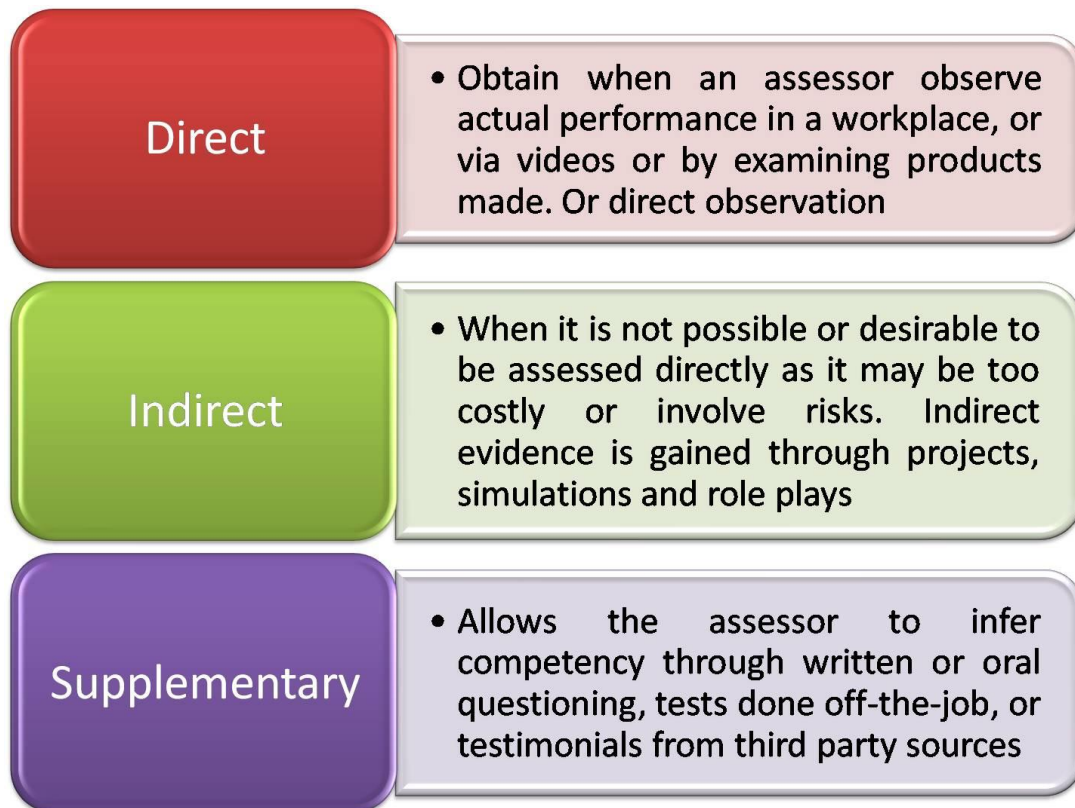 Direct
• Obtain when an assessor observe
actual performance in a workplace, or
via videos or by examining products
made. Or direct observation
Indirect
• When it is not possible or desirable to
be assessed directly as it may be too
costly or involve risks. Indirect
evidence is gained through projects,
simulations and role plays
Supplementary
• Allows the assessor to infer
competency through written or oral
questioning, tests done off-the-job, or
testimonials from third party sources